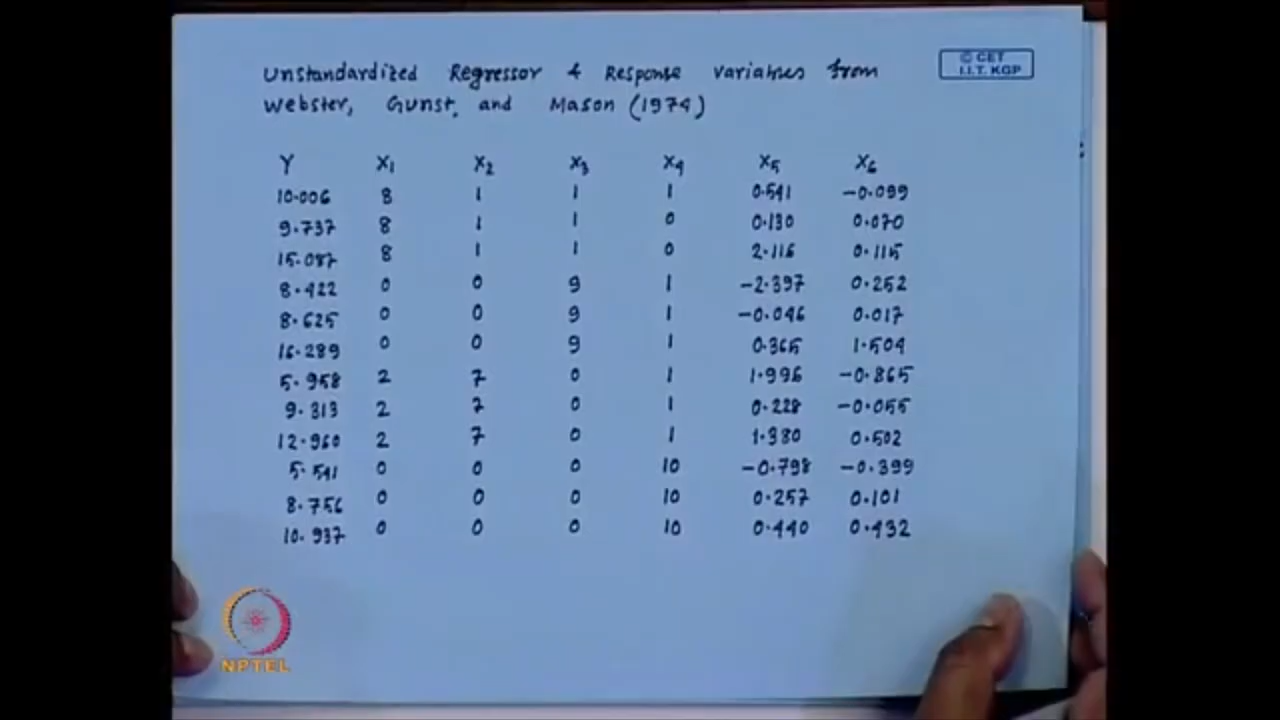 Unstandardized Regressor & Response variables from
© CET
I.I.T. KGP
Webster, Gunst, and Mason (1974)
Y X1 X2 X3 X4 X5 X6
10.006 8 1 1 1 0.541 -0.099
9.737 8 1 1 0 0.130 0.070
15.087 8 1 1 0 2.116 0.115
8.422 0 0 9 1 -2.397 0.252
8.625 0 0 9 1 -0.046 0.017
16.289 0 0 9 1 0.365 1.504
5.958 2 7 0 1 1.996 -0.865
9.313 2 7 0 1 0.228 -0.055
12.960 2 7 0 1 1.380 0.502
5.541 0 0 0 10 -0.798 -0.399
8.756 0 0 0 10 0.257 0.101
10.937 0 0 0 10 0.440 0.432
NPTEL